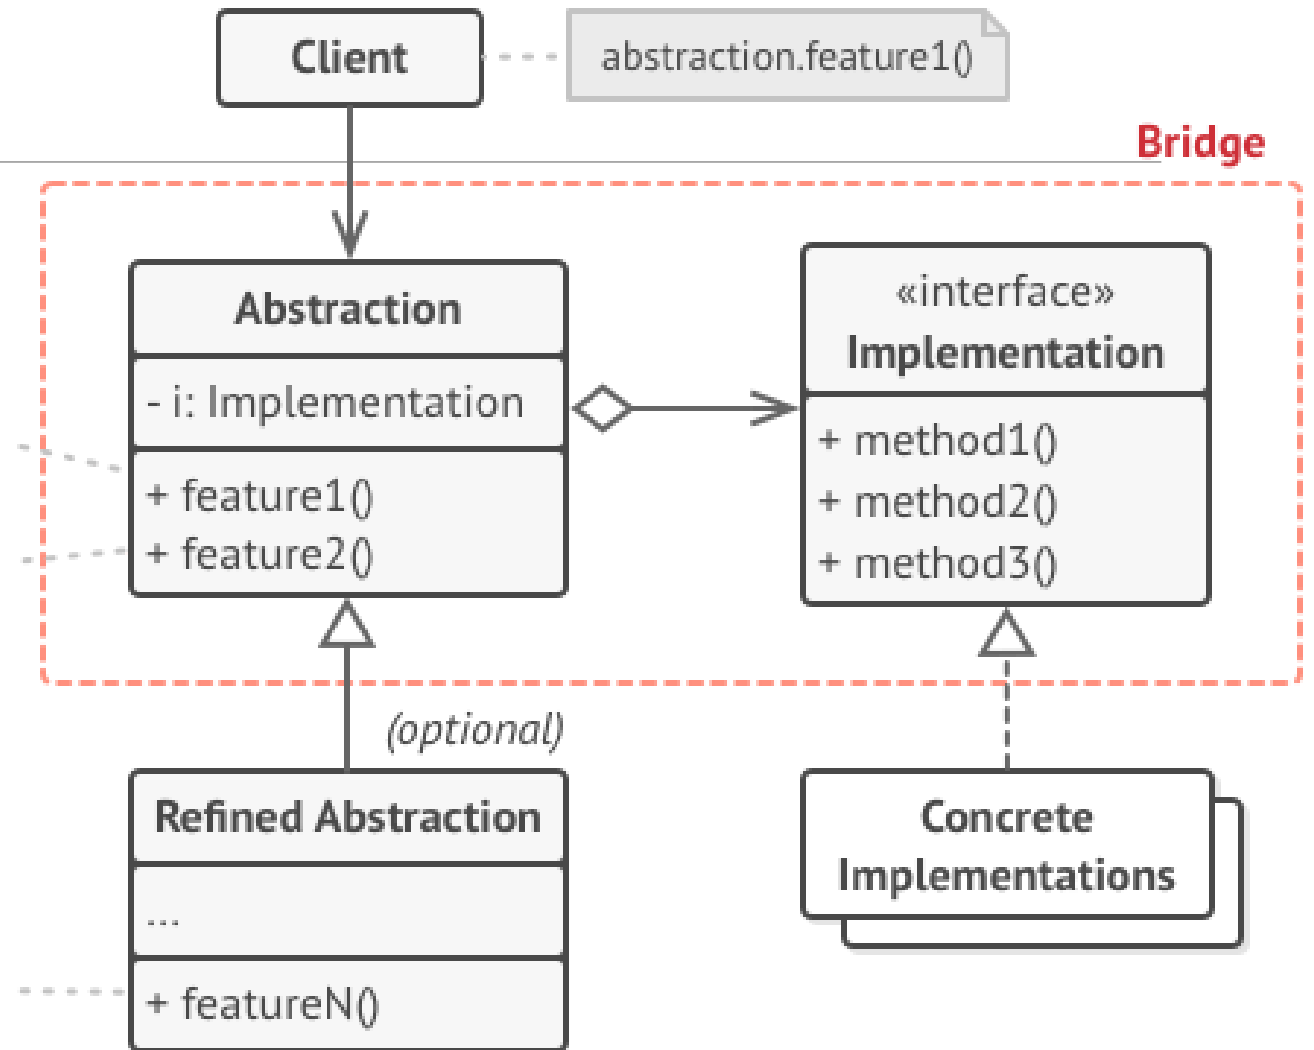 Client
abstraction.feature1()
Bridge
Abstraction
- i: Implementation
+ feature1()
+ feature2()
«interface»
Implementation
+ method1()
+ method2()
+ method3()
(optional)
Refined Abstraction
...
+ featureN()
Concrete
Implementations